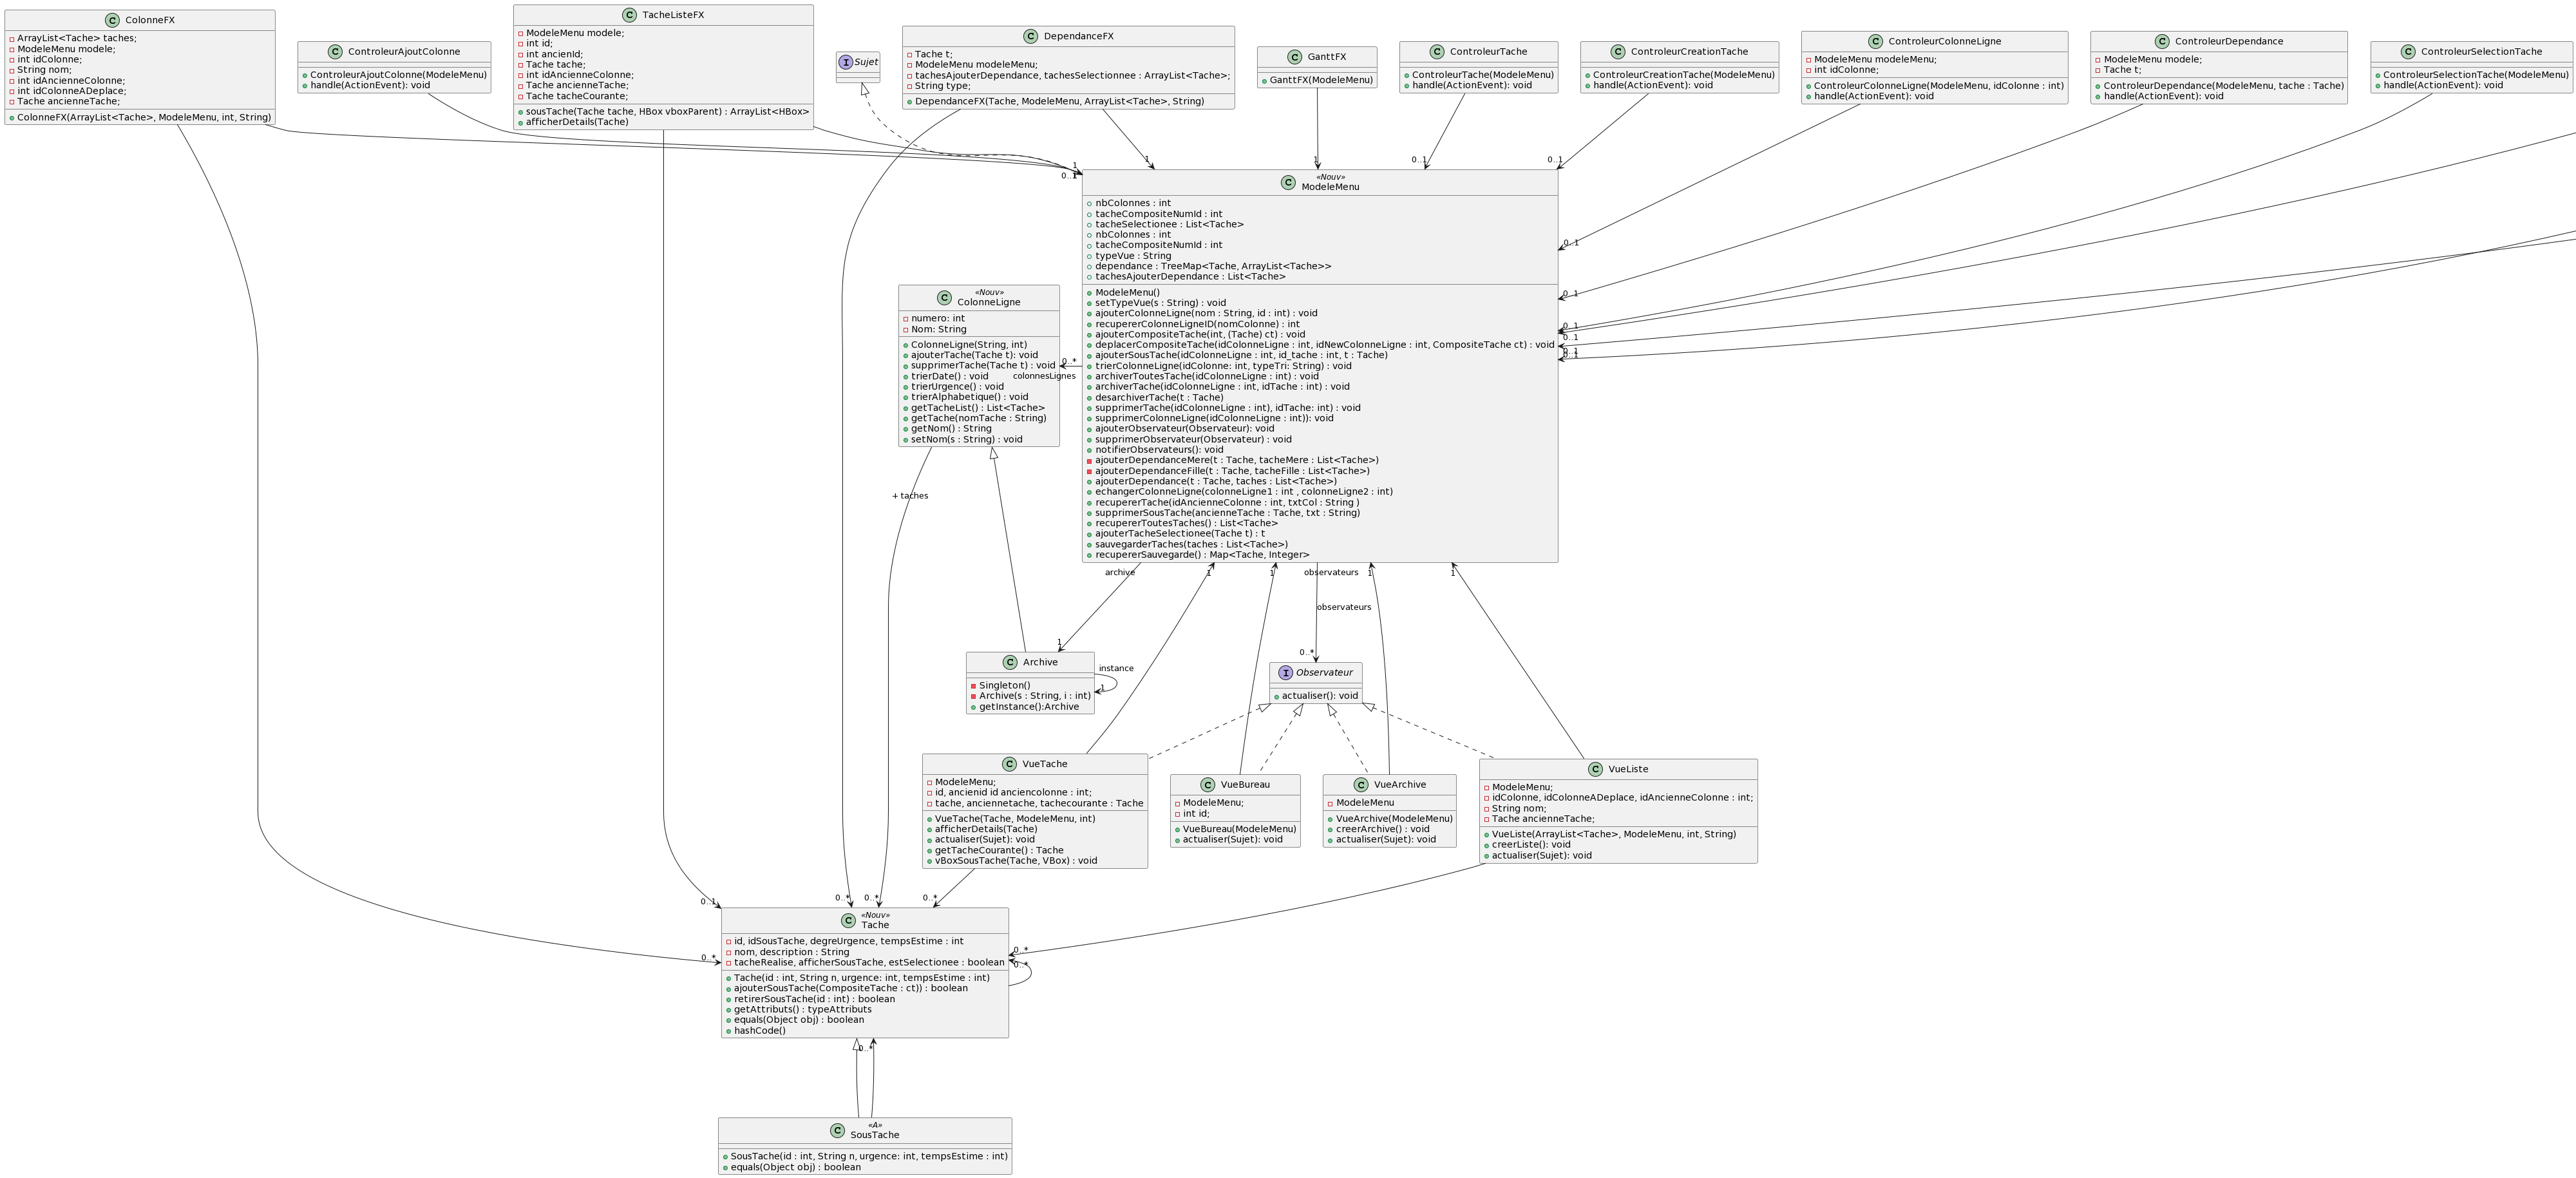 C ColonneFX
ArrayList<Tache> taches;
ModeleMenu modele;
int idColonne;
String nom;
int idAncienneColonne;
int idColonneADeplace;
Tache ancienneTache;
ColonneFX(ArrayList<Tache>, ModeleMenu, int, String)
C ControleurAjoutColonne
ControleurAjoutColonne(ModeleMenu)
handle(ActionEvent): void
C TacheListeFX
ModeleMenu modele;
int id;
int ancienId;
Tache tache;
int idAncienneColonne;
Tache ancienneTache;
Tache tacheCourante;
sousTache(Tache tache, HBox vboxParent) : ArrayList<HBox>
afficherDetails(Tache)
I Sujet
C DependanceFX
Tache t;
ModeleMenu modeleMenu;
tachesAjouterDependance, tachesSelectionnee : ArrayList<Tache>;
String type;
DependanceFX(Tache, ModeleMenu, ArrayList<Tache>, String)
C GanttFX
GanttFX(ModeleMenu)
C ControleurTache
ControleurTache(ModeleMenu)
handle(ActionEvent): void
C ControleurCreationTache
ControleurCreationTache(ModeleMenu)
handle(ActionEvent): void
C ControleurColonneLigne
ModeleMenu modeleMenu;
int idColonne;
ControleurColonneLigne(ModeleMenu, idColonne : int)
handle(ActionEvent): void
C ControleurDependance
ModeleMenu modele;
Tache t;
ControleurDependance(ModeleMenu, tache : Tache)
handle(ActionEvent): void
C ControleurSelectionTache
ControleurSelectionTache(ModeleMenu)
handle(ActionEvent): void
1
1
1
0..1
0..1
C «Nouv»
ModeleMenu
nbColonnes : int
tacheCompositeNumId : int
tacheSelectionee : List<Tache>
nbColonnes : int
tacheCompositeNumId : int
typeVue : String
dependance : TreeMap<Tache, ArrayList<Tache>>
tachesAjouterDependance : List<Tache>
ModeleMenu()
setTypeVue(s : String) : void
ajouterColonneLigne(nom : String, id : int) : void
recupererColonneLigneID(nomColonne) : int
ajouterCompositeTache(int, (Tache) ct) : void
deplacerCompositeTache(idColonneLigne : int, idNewColonneLigne : int, CompositeTache ct) : void
ajouterSousTache(idColonneLigne : int, id_tache : int, t : Tache)
trierColonneLigne(idColonne: int, typeTri: String) : void
archiverToutesTache(idColonneLigne : int) : void
archiverTache(idColonneLigne : int, idTache : int) : void
desarchiverTache(t : Tache)
supprimerTache(idColonneLigne : int), idTache: int) : void
supprimerColonneLigne(idColonneLigne : int)): void
ajouterObservateur(Observateur): void
supprimerObservateur(Observateur) : void
notifierObservateurs(): void
ajouterDependanceMere(t : Tache, tacheMere : List<Tache>)
ajouterDependanceFille(t : Tache, tacheFille : List<Tache>)
ajouterDependance(t : Tache, taches : List<Tache>)
echangerColonneLigne(colonneLigne1 : int , colonneLigne2 : int)
recupererTache(idAncienneColonne : int, txtCol : String )
supprimerSousTache(ancienneTache : Tache, txt : String)
recupererToutesTaches() : List<Tache>
ajouterTacheSelectionee(Tache t) : t
sauvegarderTaches(taches : List<Tache>)
recupererSauvegarde() : Map<Tache, Integer>
0..1
0..1
0..1
0..1
C «Nouv»
ColonneLigne
numero: int
Nom: String
ColonneLigne(String, int)
ajouterTache(Tache t): void
supprimerTache(Tache t) : void
trierDate() : void
trierUrgence() : void
trierAlphabetique() : void
getTacheList() : List<Tache>
getTache(nomTache : String)
getNom() : String
setNom(s : String) : void
0..*
colonnesLignes
+ taches
archive
1
1
observateurs
1
1
observateurs
1
0..*
C Archive
Singleton()
Archive(s : String, i : int)
getInstance():Archive
instance
1
I Observateur
actualiser(): void
C VueTache
ModeleMenu;
id, ancienid id anciencolonne : int;
tache, anciennetache, tachecourante : Tache
VueTache(Tache, ModeleMenu, int)
afficherDetails(Tache)
actualiser(Sujet): void
getTacheCourante() : Tache
vBoxSousTache(Tache, VBox) : void
C VueBureau
ModeleMenu;
int id;
VueBureau(ModeleMenu)
actualiser(Sujet): void
C VueArchive
ModeleMenu
VueArchive(ModeleMenu)
creerArchive() : void
actualiser(Sujet): void
C VueListe
ModeleMenu;
idColonne, idColonneADeplace, idAncienneColonne : int;
String nom;
Tache ancienneTache;
VueListe(ArrayList<Tache>, ModeleMenu, int, String)
creerListe(): void
actualiser(Sujet): void
0..1
0..*
0..*
0..*
0..*
0..*
0..*
C «Nouv»
Tache
id, idSousTache, degreUrgence, tempsEstime : int
nom, description : String
tacheRealise, afficherSousTache, estSelectionee : boolean
Tache(id : int, String n, urgence: int, tempsEstime : int)
ajouterSousTache(CompositeTache : ct)) : boolean
retirerSousTache(id : int) : boolean
getAttributs() : typeAttributs
equals(Object obj) : boolean
hashCode()
0..*
C «A»
SousTache
SousTache(id : int, String n, urgence: int, tempsEstime : int)
equals(Object obj) : boolean